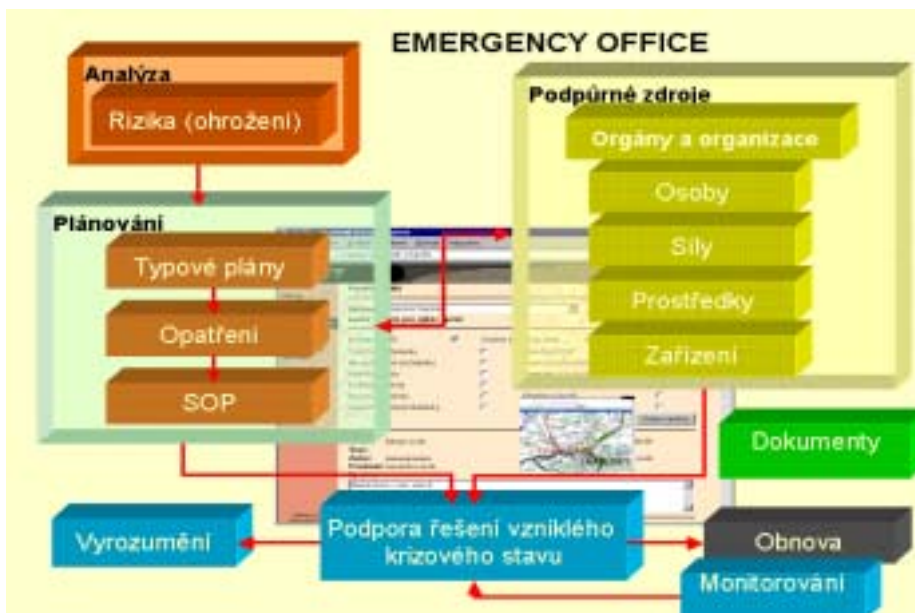 EMERGENCY OFFICE
Analýza
Rizika (ohrožení)
Podpůrné zdroje
Orgány a organizace
Osoby
Síly
Prostředky
Zařízení
Plánování
Typové plány
Opatření
SOP
Dokumenty
Vyrozumění
Podpora řešení vzniklého
krizového stavu
Obnova
Monitorování